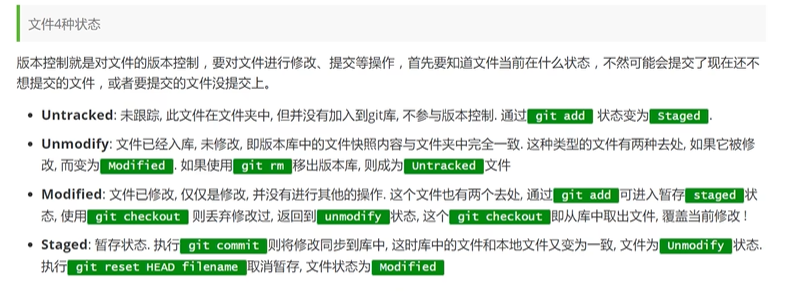 文件4种状态
版本控制就是对文件的版本控制，要对文件进行修改、提交等操作，首先要知道文件当前在什么状态，不然可能会提交了现在还不
想提交的文件，或者要提交的文件没提交上。
• Untracked: 未跟踪, 此文件在文件夹中, 但并没有加入到git库, 不参与版本控制. 通过 git add 状态变为 Staged .
• Unmodify: 文件已经入库, 未修改, 即版本库中的文件快照内容与文件夹中完全一致. 这种类型的文件有两种去处, 如果它被修
改, 而变为 Modified . 如果使用 git rm 移出版本库, 则成为 Untracked 文件
• Modified: 文件已修改, 仅仅是修改, 并没有进行其他的操作. 这个文件也有两个去处, 通过 git add 可进入暂存 staged 状
态, 使用 git checkout 则丢弃修改过, 返回到 unmodify 状态, 这个 git checkout 即从库中取出文件, 覆盖当前修改 !
• Staged: 暂存状态. 执行 git commit 则将修改同步到库中, 这时库中的文件和本地文件又变为一致, 文件为 Unmodify 状态.
执行 git reset HEAD filename 取消暂存, 文件状态为 Modified